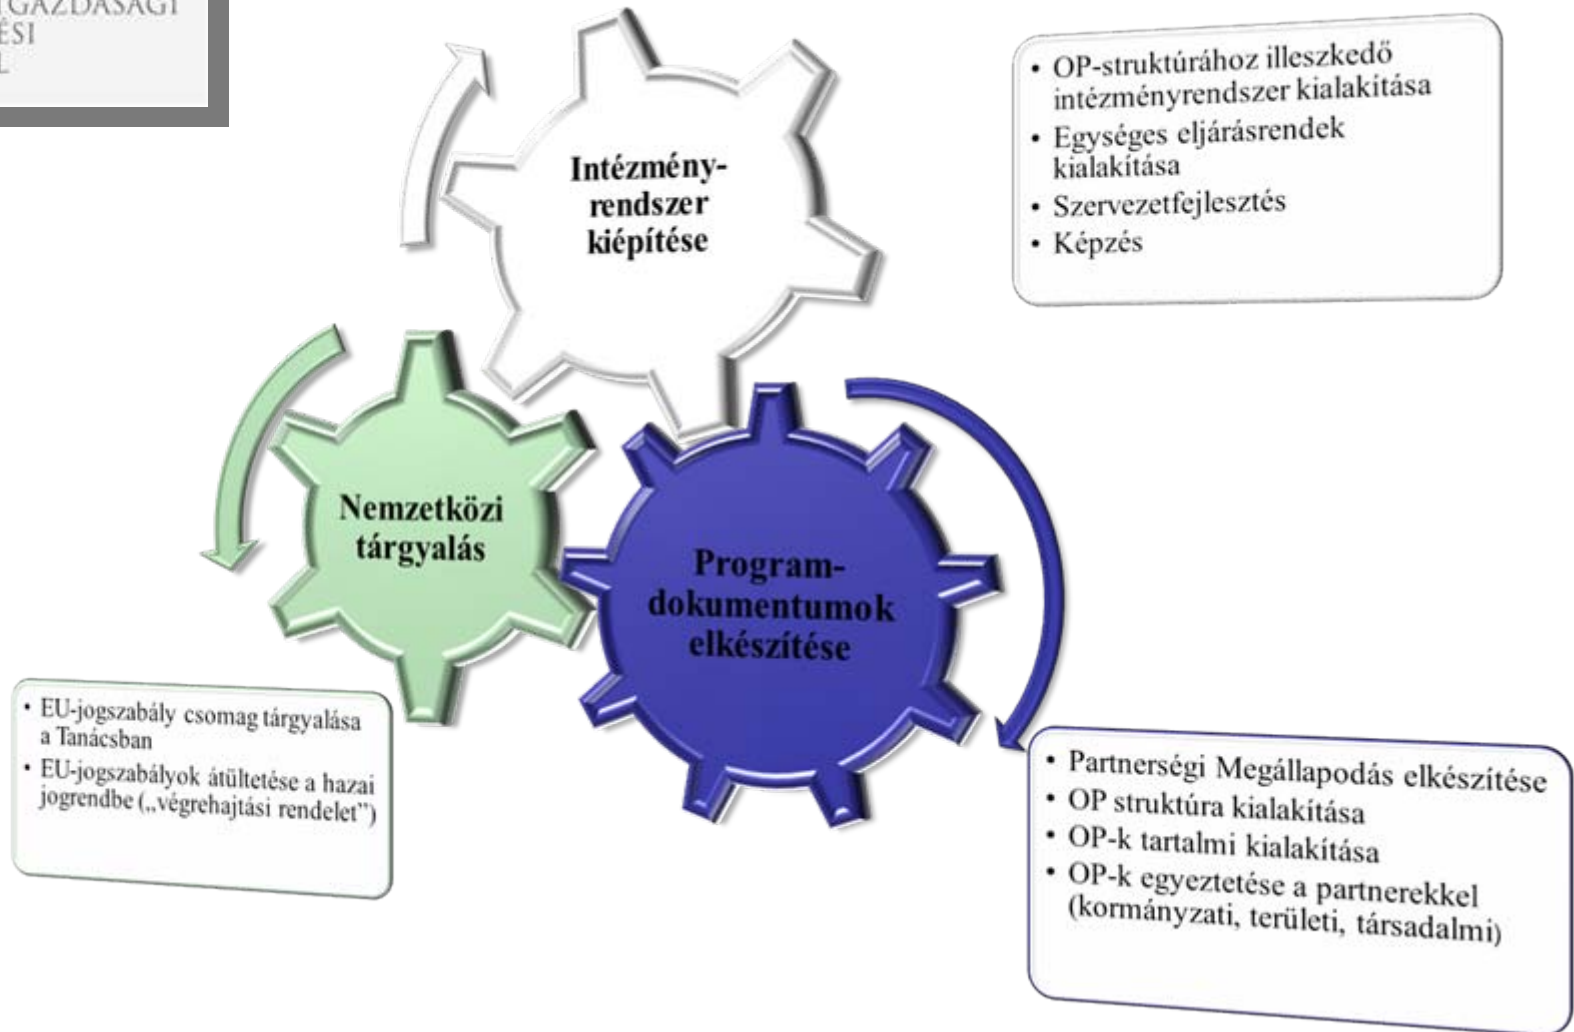 ÉSI
Intézmény-
rendszer
kiépítése
• OP-struktúrához illeszkedő
intézményrendszer kialakítása
• Egységes eljárásrendek
kialakítása
• Szervezetfejlesztés
• Képzés
Nemzetközi
tárgyalás
Program-
dokumentumok
elkészítése
• EU-jogszabály csomag tárgyalása
a Tanácsban
• EU-jogszabályok átültetése a hazai
jogrendbe („végrehajtási rendelet”)
• Partnerségi Megállapodás elkészítése
• OP struktúra kialakítása
• OP-k tartalmi kialakítása
• OP-k egyeztetése a partnerekkel
(kormányzati, területi, társadalmi)